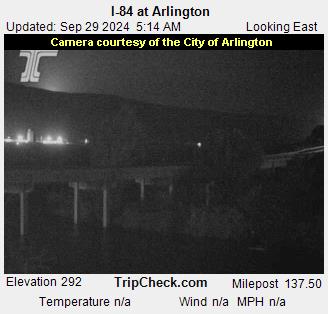 I-84 at Arlington
Updated: Sep 29 2024 5:14 AM Looking East
Camera courtesy of the City of Arlington
Elevation 292 TripCheck.com Milepost 137.50
Temperature n/a Wind n/a MPH n/a